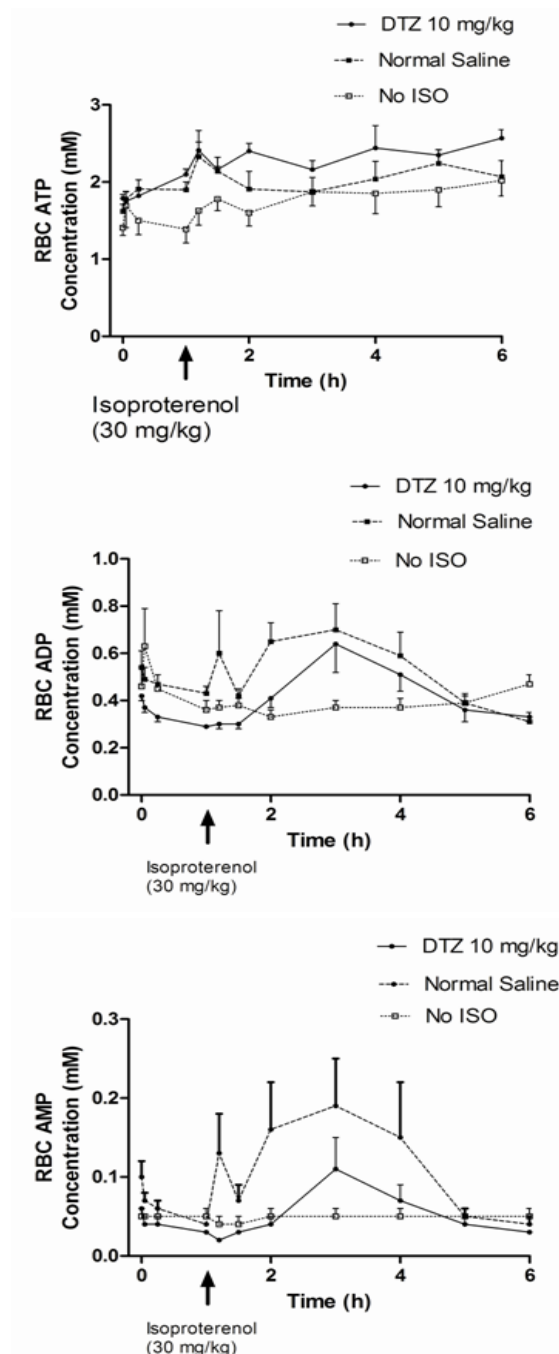 DTZ 10 mg/kg
Normal Saline
No ISO
RBC ATP
Concentration (mM)
3
2
1
0
0 2 4 6
Time (h)
Isoproterenol
(30 mg/kg)
DTZ 10 mg/kg
Normal Saline
No ISO
RBC ADP
Concentration (mM)
1.0
0.8
0.6
0.4
0.2
0.0
0 2 4 6
Time (h)
Isoproterenol
(30 mg/kg)
DTZ 10 mg/kg
Normal Saline
No ISO
RBC AMP
Concentration (mM)
0.3
0.2
0.1
0.0
0 2 4 6
Time (h)
Isoproterenol
(30 mg/kg)